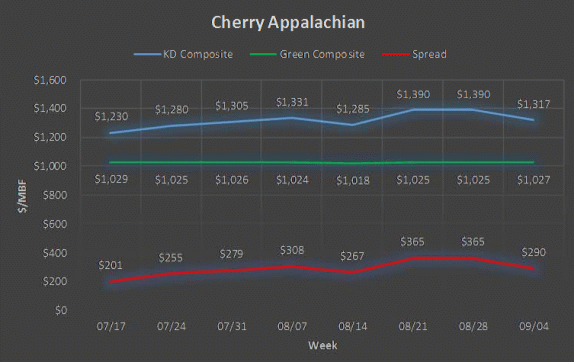 Cherry Appalachian
KD Composite Green Composite Spread
$1,600
$1,400
$1,200
$1,000
$800
$600
$400
$200
$0
$/MBF
$1,230 $1,280 $1,305 $1,331 $1,285 $1,390 $1,390 $1,317
$1,029 $1,025 $1,026 $1,024 $1,018 $1,025 $1,025 $1,027
$201 $255 $279 $308 $267 $365 $365 $290
07/17 07/24 07/31 08/07 08/14 08/21 08/28 09/04
Week